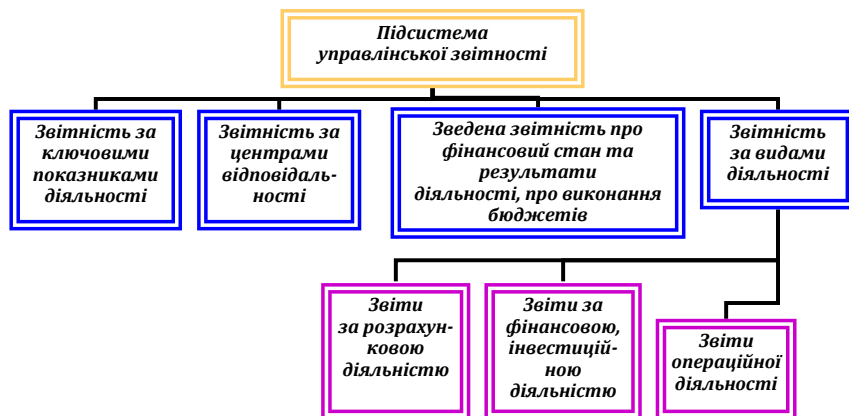 Підсистема
управлінської звітності
Звітність за
ключовими
показниками
діяльності
Звітність за
центрами
відповідаль-
ності
Зведена звітність про
фінансовий стан та
результати
діяльності, про виконання
бюджетів
Звітність
за видами
діяльності
Звіти
за розрахун-
ковою
діяльністю
Звіти за
фінансовою,
інвестицій-
ною
діяльністю
Звіти
операційної
діяльності